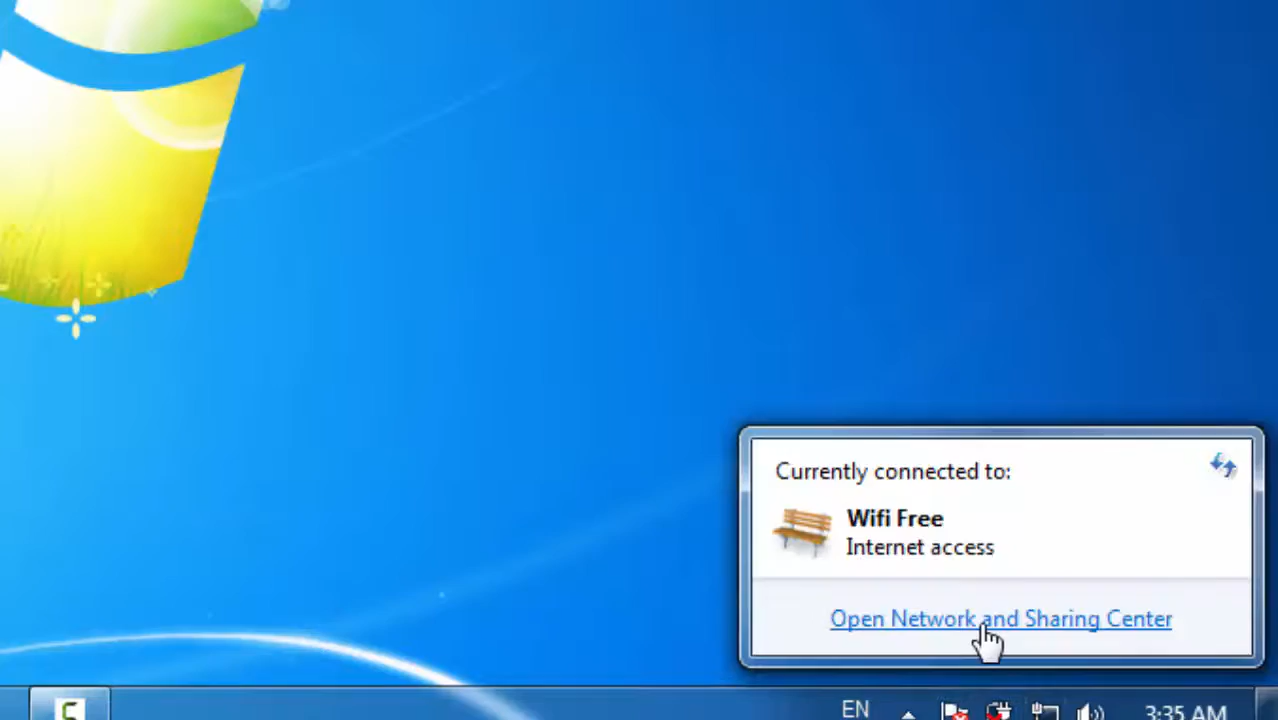 Currently connected to:
Wifi Free
Internet access
Open Network and Sharing Center
EN
3:35 AM